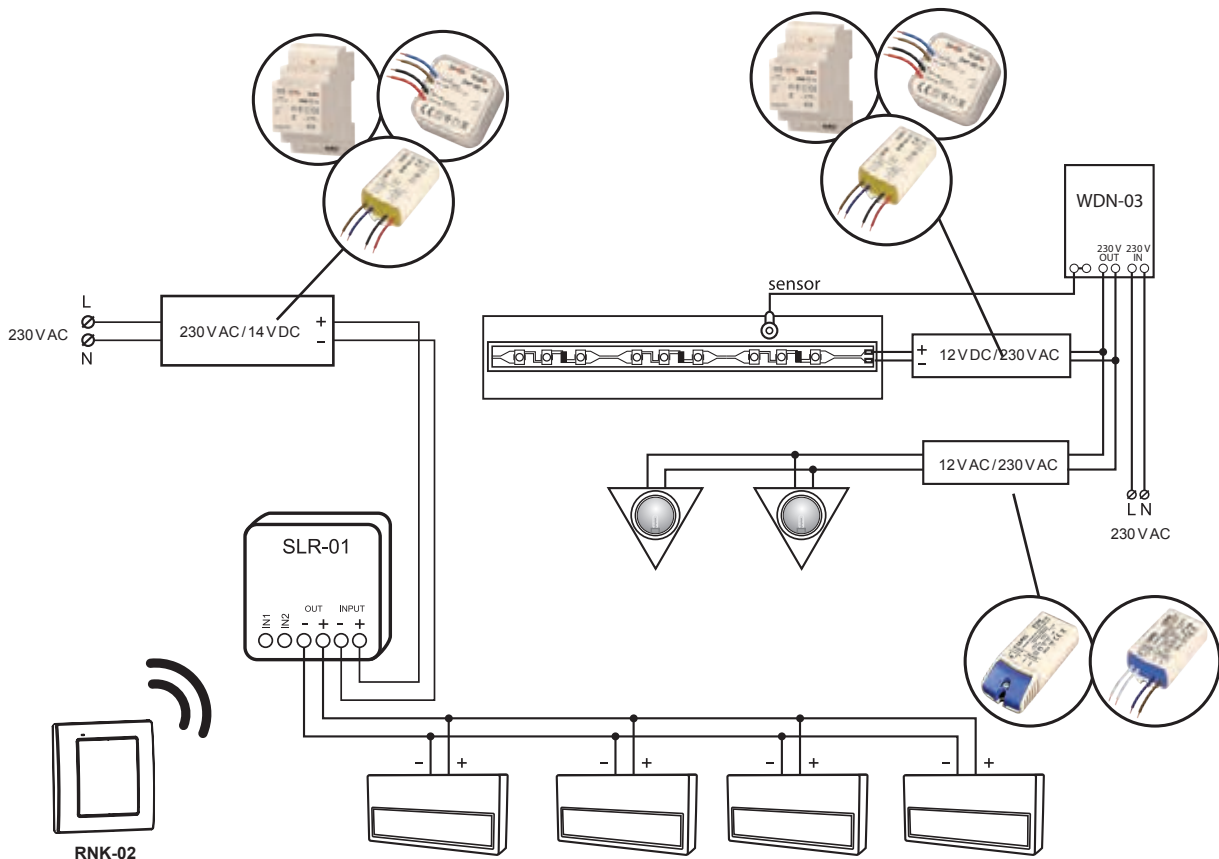 WDN-03
230 V OUT
230 V IN
sensor
L
230 V AC
N
230 V AC / 14 V DC
+
-
+
-
12 V DC / 230 V AC
12 V AC / 230 V AC
L N
230 V AC
SLR-01
IN1 IN2 OUT INPUT
- + - +
- + - + - + - +
RNK-02